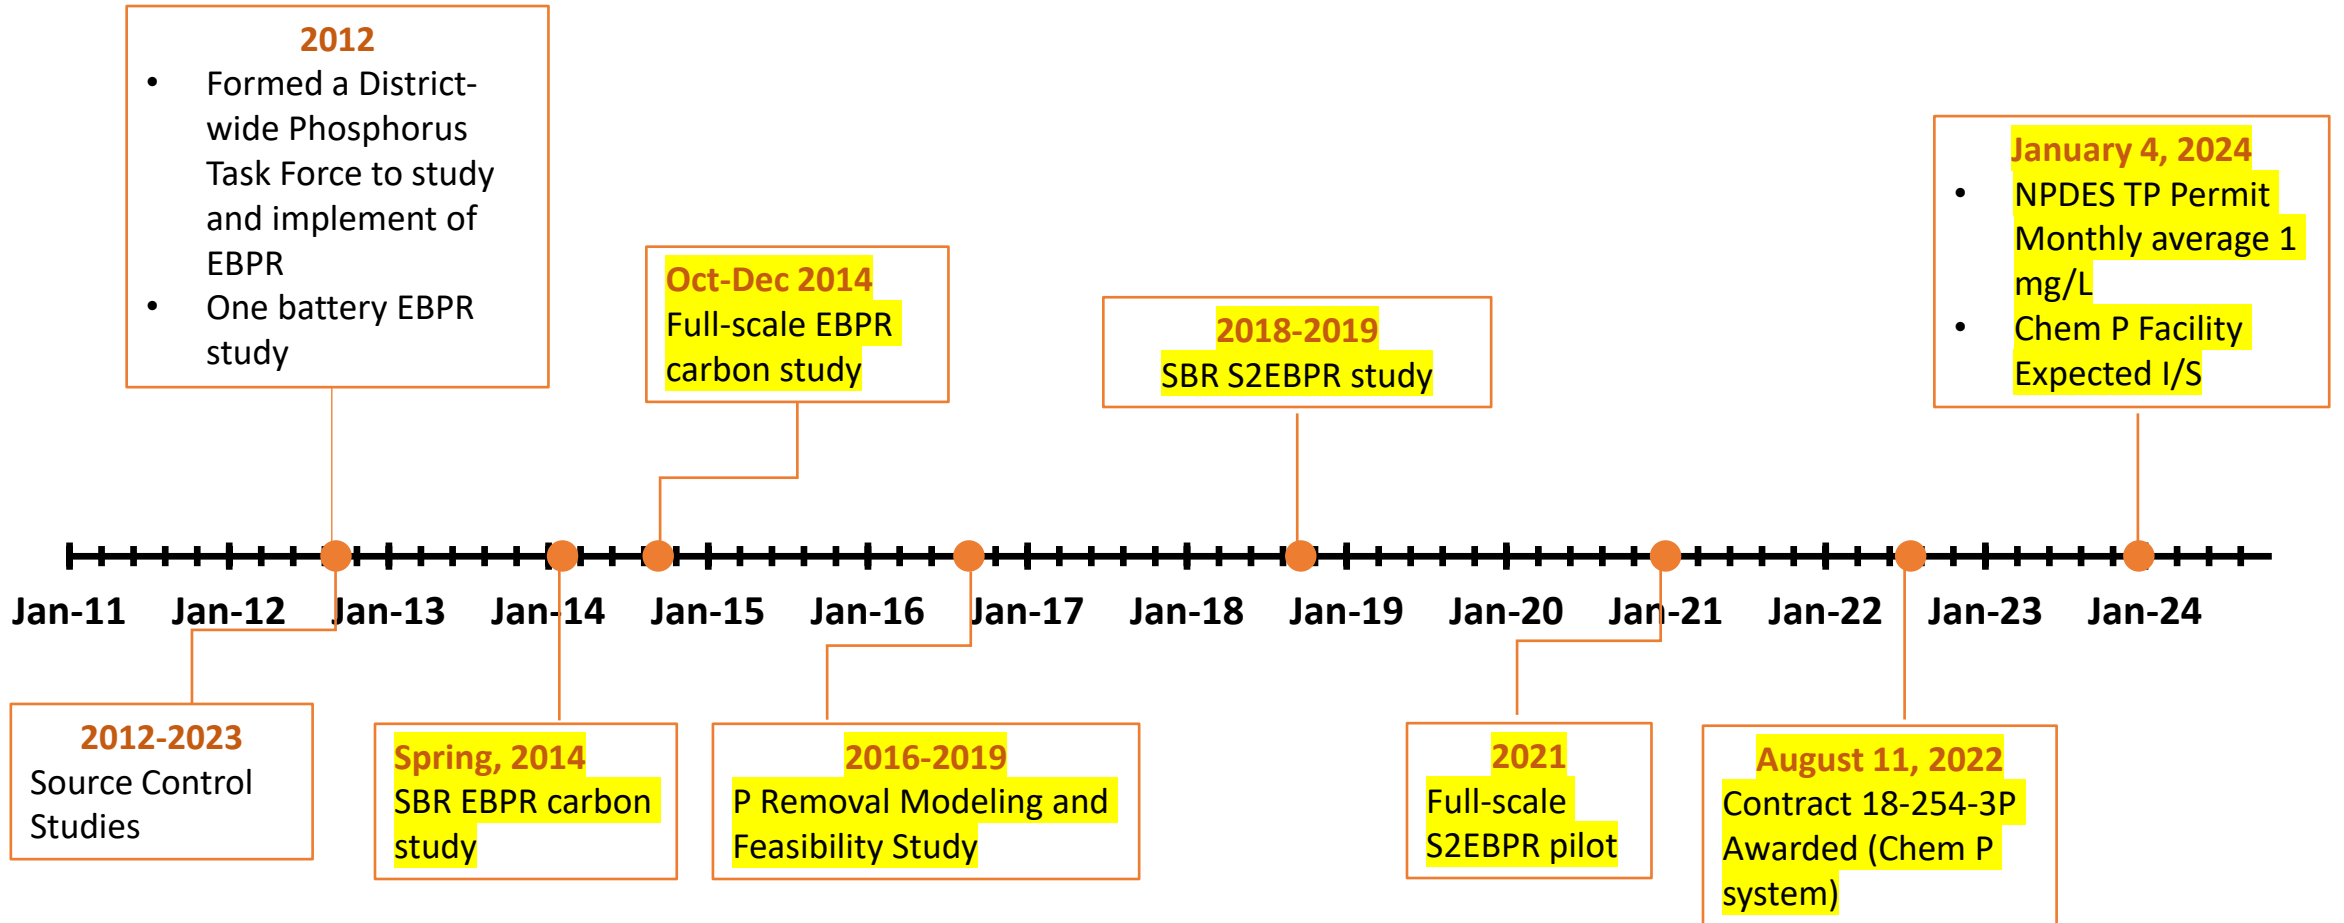 2012
• Formed a District-
wide Phosphorus
Task Force to study
and implement of
EBPR
• One battery EBPR
study
Oct-Dec 2014
Full-scale EBPR
carbon study
2018-2019
SBR S2EBPR study
January 4, 2024
• NPDES TP Permit
Monthly average 1
mg/L
• Chem P Facility
Expected I/S
Jan-11 Jan-12 Jan-13 Jan-14 Jan-15 Jan-16 Jan-17 Jan-18 Jan-19 Jan-20 Jan-21 Jan-22 Jan-23 Jan-24
2012-2023
Source Control
Studies
Spring, 2014
SBR EBPR carbon
study
2016-2019
P Removal Modeling and
Feasibility Study
2021
Full-scale
S2EBPR pilot
August 11, 2022
Contract 18-254-3P
Awarded (Chem P
system)